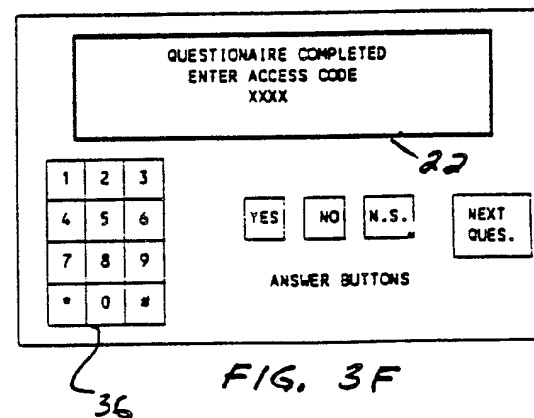 QUESTIONAIRE COMPLETED
ENTER ACCESS CODE
XXXX
22
1 2 3
4 5 6
7 8 9
* 0 #
YES NO N.S. NEXT QUES.
ANSWER BUTTONS
36
FIG. 3F